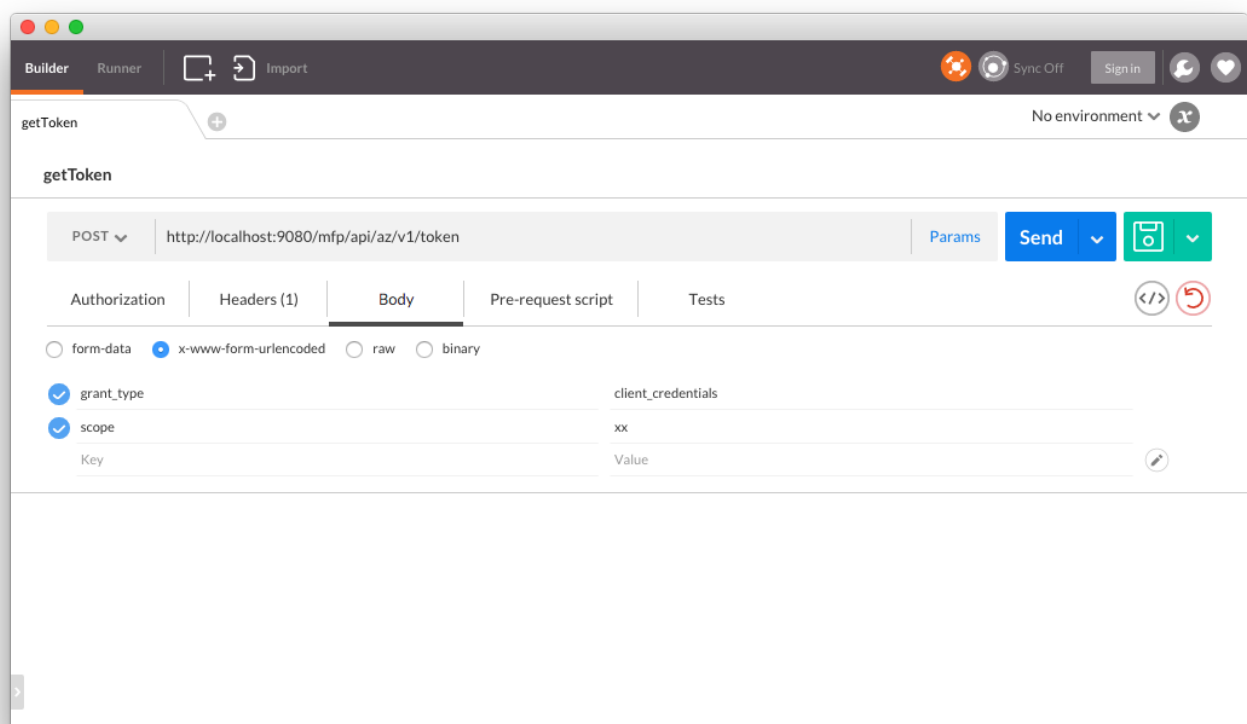 Builder Runner Import Sync Off Sign in
getToken No environment x
getToken
POST http://localhost:9080/mfp/api/az/v1/token Params Send
Authorization Headers (1) Body Pre-request script Tests </>
form-data x-www-form-urlencoded raw binary
grant_type client_credentials
scope xx
Key Value